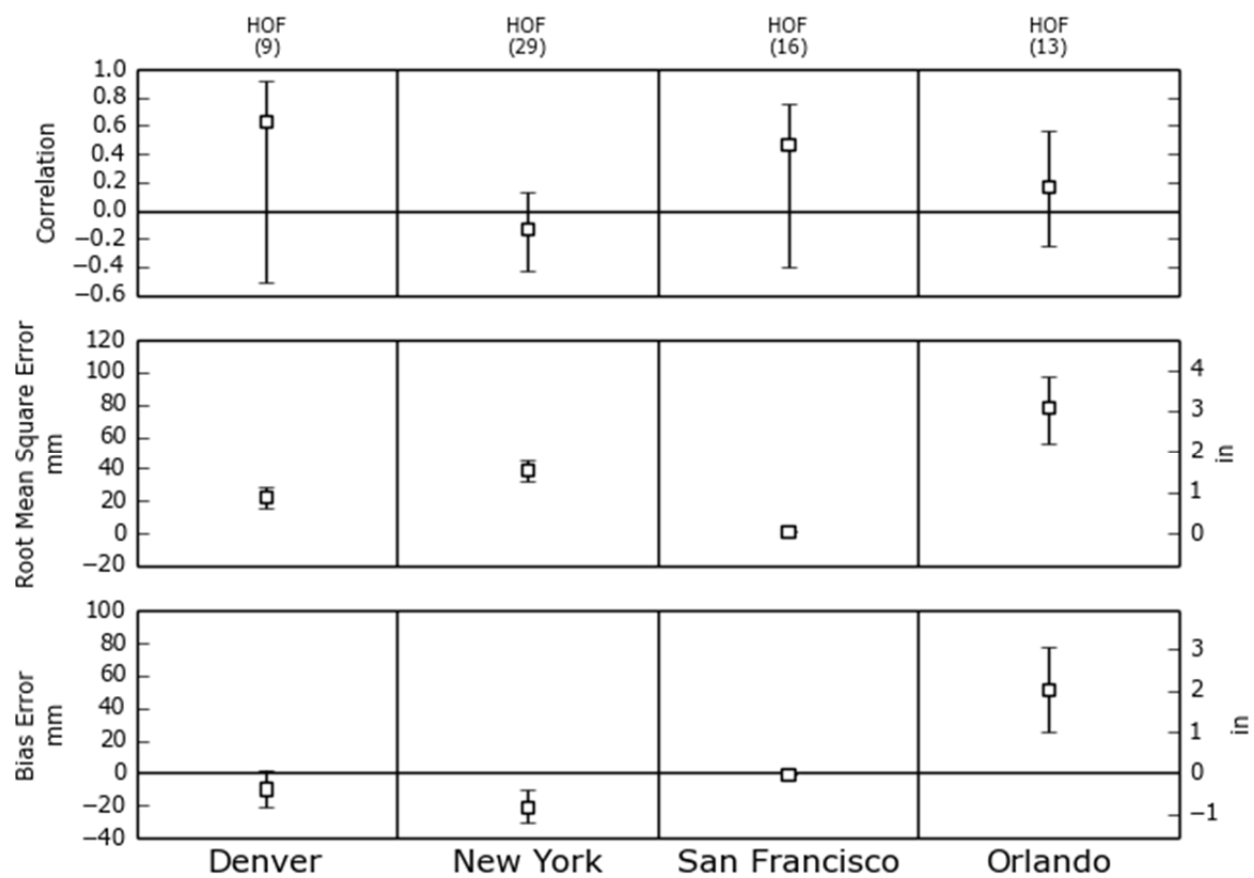 HOF
(9)
HOF
(29)
HOF
(16)
HOF
(13)
Correlation
1.0
0.8
0.6
0.4
0.2
0.0
−0.2
−0.4
−0.6
Root Mean Square Error
mm
120
100
80
60
40
20
0
−20
4
3
2
1
0
in
Bias Error
mm
100
80
60
40
20
0
−20
−40
3
2
1
0
−1
in
Denver
New York
San Francisco
Orlando